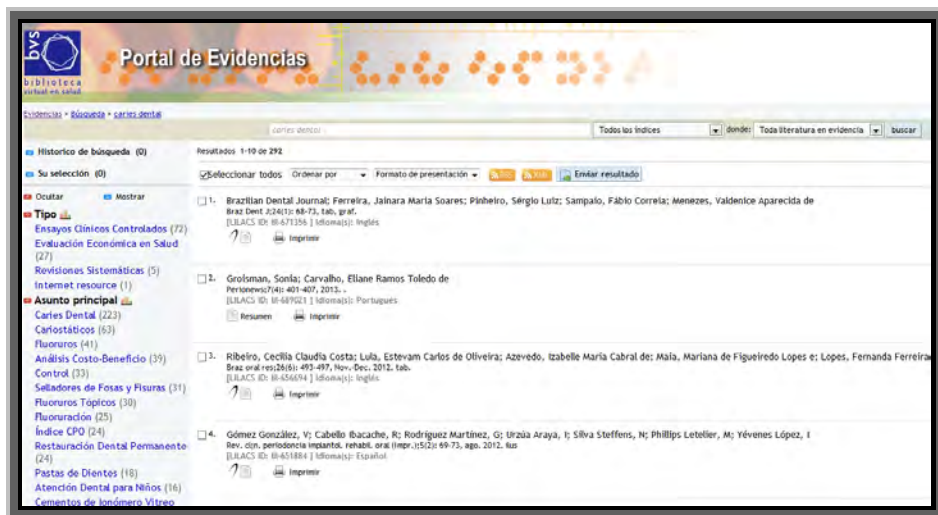 bvs
biblioteca
virtual en salud
Portal de Evidencias
Evidencias > Búsqueda > caries dental
caries dental
Todos los índices
donde:
Toda literatura en evidencia
buscar
Historico de búsqueda (0)
Su selección (0)
Ocultar Mostrar
Tipo
Ensayos Clínicos Controlados (72)
Evaluación Económica en Salud
(27)
Revisiones Sistemáticas (5)
Internet resource (1)
Asunto principal
Caries Dental (223)
Cariostáticos (63)
Fluoruros (41)
Análisis Costo-Beneficio (39)
Control (33)
Selladores de Fosas y Fisuras (31)
Fluoruros Tópicos (30)
Fluoruración (25)
Índice CPO (24)
Restauración Dental Permanente
(24)
Pastas de Dientes (18)
Atención Dental para Niños (16)
Cementos de Ionómero Vítreo
Resultados 1-10 de 292
Seleccionar todos Ordenar por Formato de presentación RSS XML Enviar resultado
1. Brazilian Dental Journal; Ferreira, Jainara Maria Soares; Pinheiro, Sérgio Luiz; Sampaio, Fábio Correia; Menezes, Valdenice Aparecida de
Braz Dent J;24(1): 68-73, tab, graf.
[LILACS ID: lil-671356 ] Idioma(s): Inglés
Imprimir
2. Groisman, Sonia; Carvalho, Eliane Ramos Toledo de
Perionews;7(4): 401-407, 2013. .
[LILACS ID: lil-689021 ] Idioma(s): Portugués
Resumen Imprimir
3. Ribeiro, Cecilia Claudia Costa; Lula, Estevam Carlos de Oliveira; Azevedo, Izabelle Maria Cabral de; Maia, Mariana de Figueiredo Lopes e; Lopes, Fernanda Ferreira
Braz oral res;26(6): 493-497, Nov.-Dec. 2012. tab.
[LILACS ID: lil-656694 ] Idioma(s): Inglés
Imprimir
4. Gómez González, V; Cabello Ibacache, R; Rodríguez Martínez, G; Urzúa Araya, I; Silva Steffens, N; Phillips Letelier, M; Yévenes López, I
Rev. clín. periodoncia implantol. rehabil. oral (Impr.);5(2): 69-73, ago. 2012. ilus
[LILACS ID: lil-651884 ] Idioma(s): Español
Imprimir